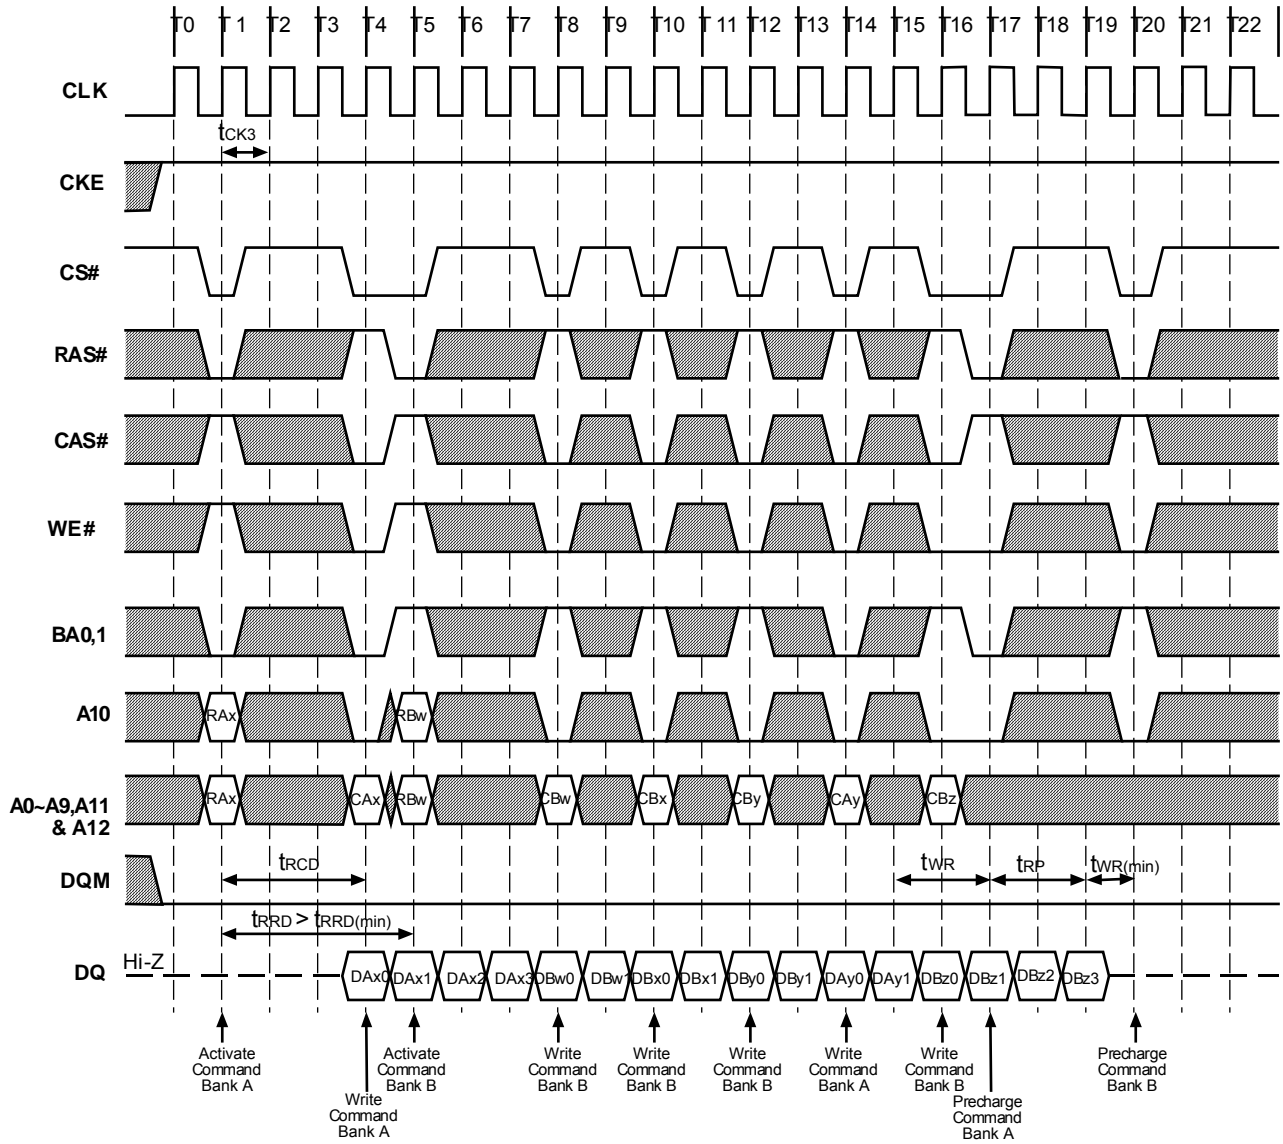 T0 T 1 T2 T3 T4 T5 T6 T7 T8 T9 T10 T 11 T12 T13 T14 T15 T16 T17 T18 T19 T20 T21 T22
CLK
tCK3
CKE
CS#
RAS#
CAS#
WE#
BA0,1
A10
RAx RBw
A0~A9,A11
& A12
RAx CAx RBw CBw CBx CBy CAy CBz
DQM
tRCD tWR tRP tWR(min)
tRRD > tRRD(min)
DQ
Hi-Z
DAx0 DAx1 DAx2 DAx3 DBw0 DBw1 DBx0 DBx1 DBy0 DBy1 DAy0 DAy1 DBz0 DBz1 DBz2 DBz3
Activate
Command
Bank A
Write
Command
Bank A
Activate
Command
Bank B
Write
Command
Bank B
Write
Command
Bank B
Write
Command
Bank B
Write
Command
Bank A
Write
Command
Bank B
Precharge
Command
Bank A
Precharge
Command
Bank B